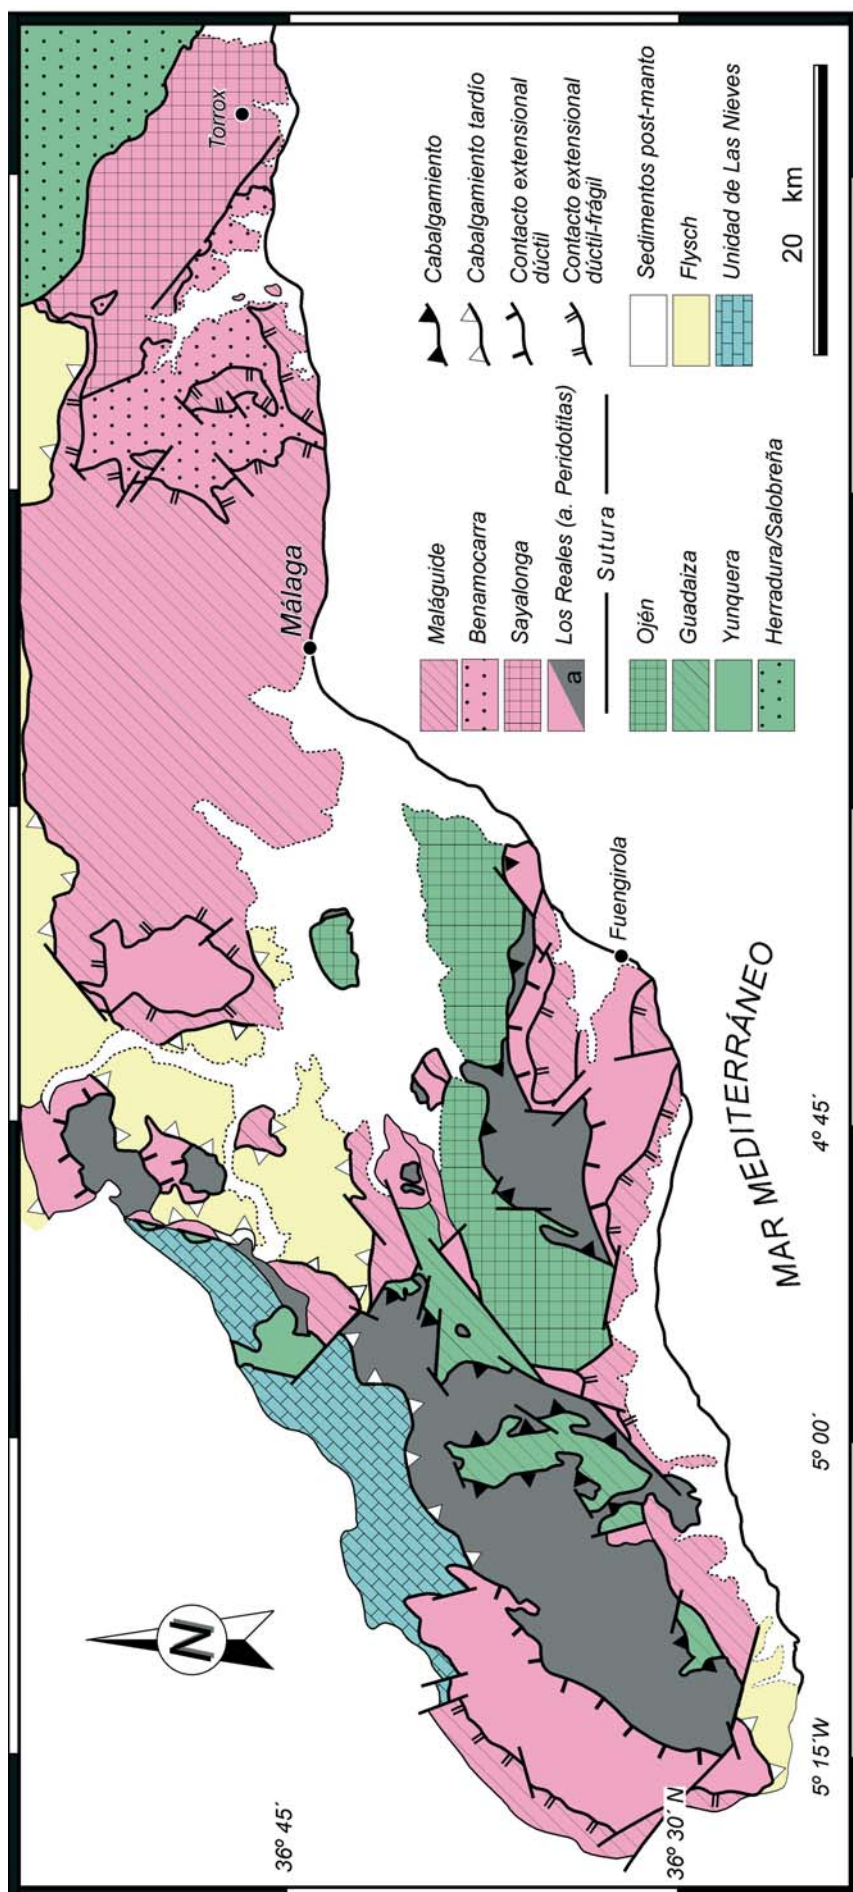 Torrox
Málaga
Fuengirola
MAR MEDITERRÁNEO
N
36º 45´
36º 30´ N
5º 15´W
5º 00´
4º 45´
Maláguide
Benamocarra
Sayalonga
a
Los Reales (a. Peridotitas)
Sutura
Ojén
Guadaiza
Yunquera
Herradura/Salobreña
Cabalgamiento
Cabalgamiento tardío
Contacto extensional
dúctil
Contacto extensional
dúctil-frágil
Sedimentos post-manto
Flysch
Unidad de Las Nieves
20 km